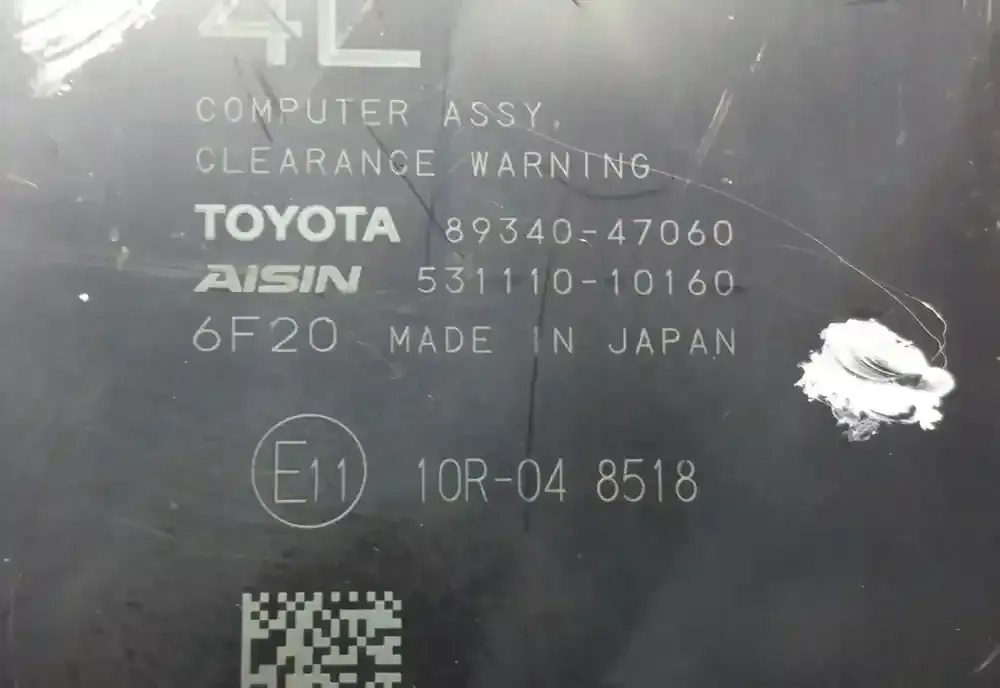 4L
COMPUTER ASSY,
CLEARANCE WARNING
TOYOTA 89340-47060
AISIN 531110-10160
6F20 MADE IN JAPAN
E11 10R-04 8518